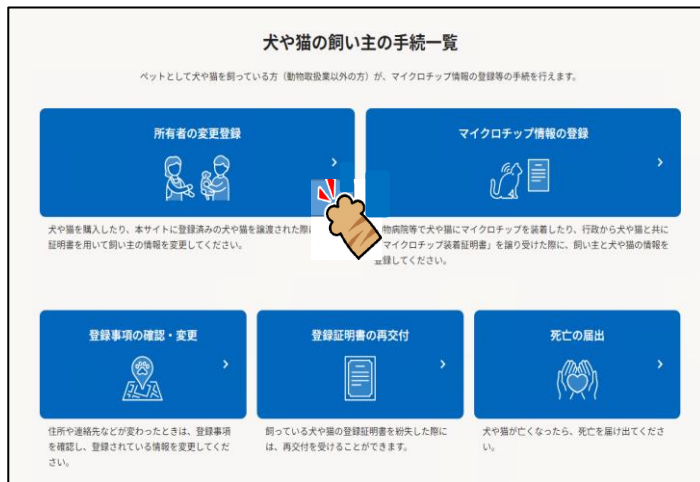 犬や猫の飼い主の手続一覧
ペットとして犬や猫を飼っている方（動物取扱業以外の方）が、マイクロチップ情報の登録等の手続を行えます。
所有者の変更登録
犬や猫を購入したり、本サイトに登録済みの犬や猫を譲渡された際に
証明書を用いて飼い主の情報を変更してください。
マイクロチップ情報の登録
物病院等で犬や猫にマイクロチップを装着したり、行政から犬や猫と共に
マイクロチップ装着証明書」を譲り受けた際に、飼い主と犬や猫の情報を
登録してください。
登録事項の確認・変更
住所や連絡先などが変わったときは、登録事項
を確認し、登録されている情報を変更してくだ
さい。
登録証明書の再交付
飼っている犬や猫の登録証明書を紛失した際に
は、再交付を受けることができます。
死亡の届出
犬や猫が亡くなったら、死亡を届け出てくださ
い。